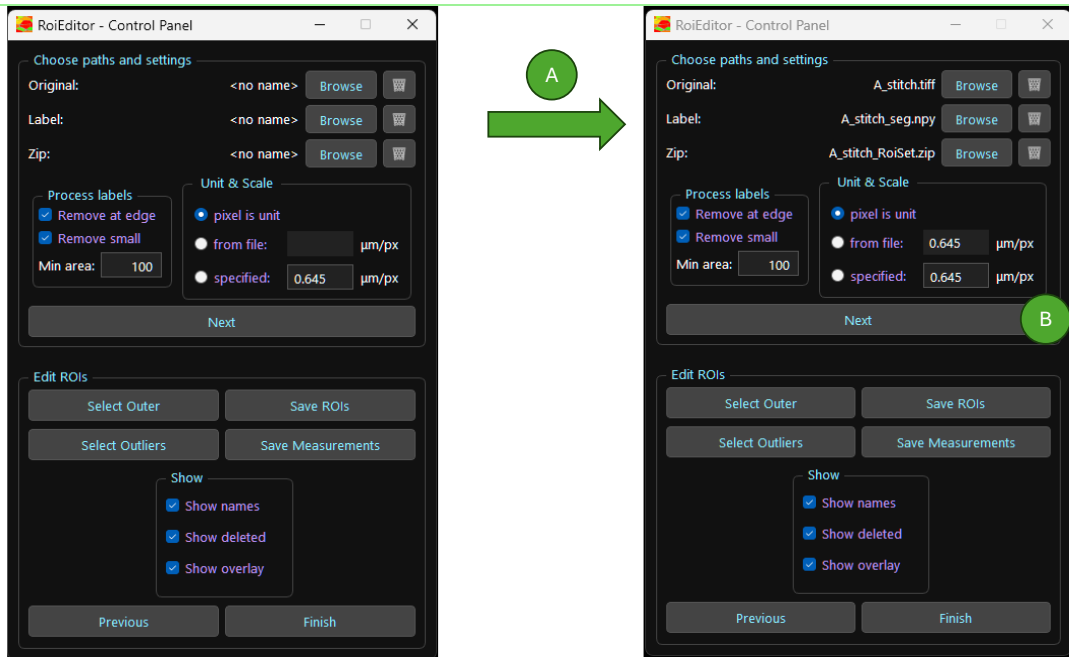 RoiEditor - Control Panel
Choose paths and settings
Original: <no name> Browse
Label: <no name> Browse
Zip: <no name> Browse
Process labels
Remove at edge
Remove small
Min area: 100
Unit & Scale
pixel is unit
from file: µm/px
specified: 0.645 µm/px
Next
Edit ROIs
Select Outer Save ROIs
Select Outliers Save Measurements
Show
Show names
Show deleted
Show overlay
Previous Finish
A
RoiEditor - Control Panel
Choose paths and settings
Original: A_stitch.tiff Browse
Label: A_stitch_seg.npy Browse
Zip: A_stitch_RoiSet.zip Browse
Process labels
Remove at edge
Remove small
Min area: 100
Unit & Scale
pixel is unit
from file: 0.645 µm/px
specified: 0.645 µm/px
Next
B
Edit ROIs
Select Outer Save ROIs
Select Outliers Save Measurements
Show
Show names
Show deleted
Show overlay
Previous Finish